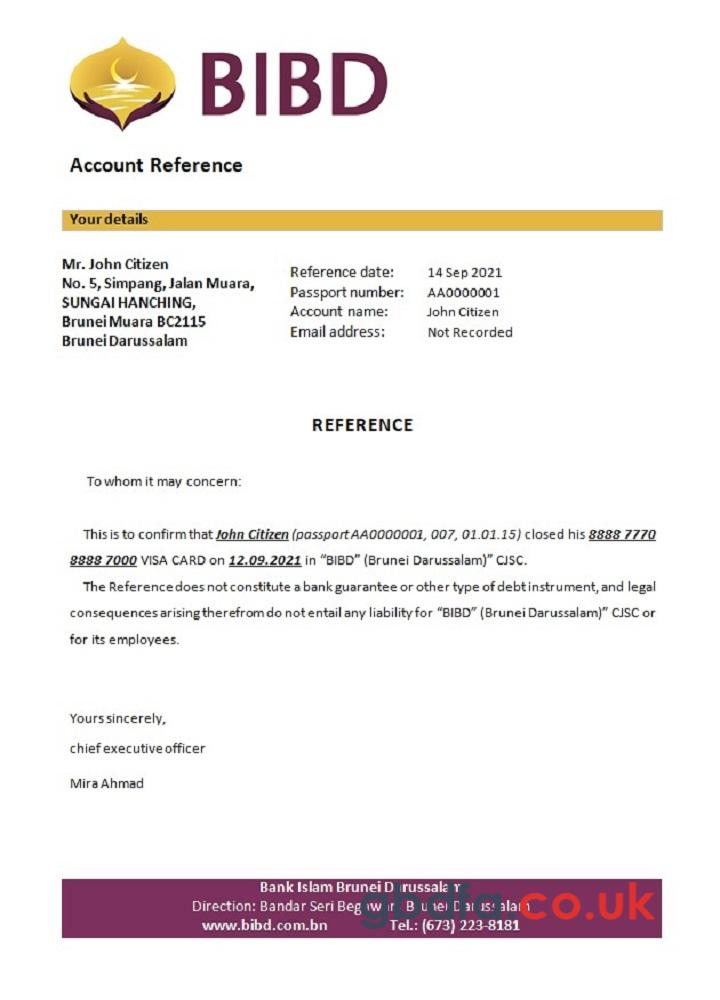 BIBD
Account Reference
Your details
Mr. John Citizen
No. 5, Simpang, Jalan Muara,
SUNGAI HANCHING,
Brunei Muara BC2115
Brunei Darussalam
Reference date: 14 Sep 2021
Passport number: AA0000001
Account name: John Citizen
Email address: Not Recorded
REFERENCE
To whom it may concern:
This is to confirm that John Citizen (passport AA0000001, 007, 01.01.15) closed his 8888 7770
8888 7000 VISA CARD on 12.09.2021 in “BIBD” (Brunei Darussalam)” CJSC.
The Reference does not constitute a bank guarantee or other type of debt instrument, and legal
consequences arising therefrom do not entail any liability for “BIBD” (Brunei Darussalam)” CJSC or
for its employees.
Yours sincerely,
chief executive officer
Mira Ahmad
Bank Islam Brunei Darussalam
Direction: Bandar Seri Begawan, Brunei Darussalam
www.bibd.com.bn Tel.: (673) 223-8181
gbdfa.co.uk